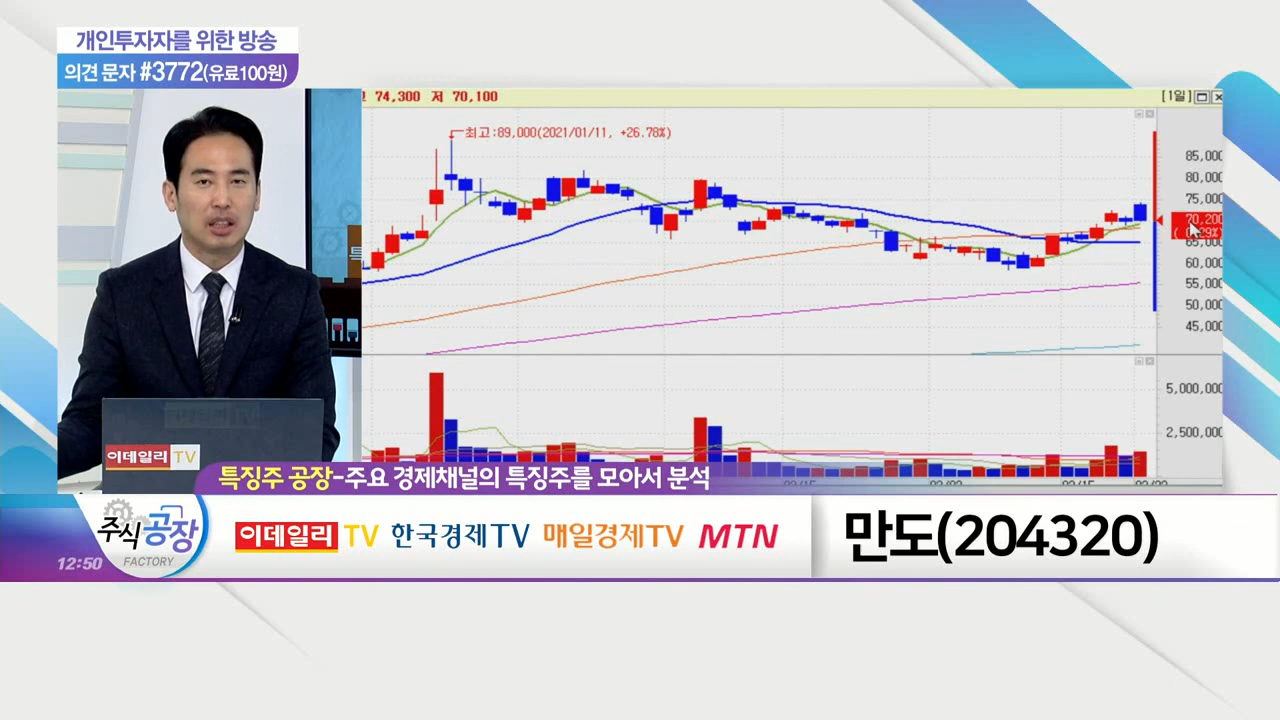 개인투자자를 위한 방송
의견 문자 #3772(유료100원)
74,300 저 70,100
[1일]
최고:89,000(2021/01/11, +26.78%)
85,000
80,000
75,000
70,200
65,000
60,000
55,000
50,000
45,000
5,000,000
2,500,000
이데일리 TV
특징주 공장-주요 경제채널의 특징주를 모아서 분석
주식공장
FACTORY
12:50
이데일리 TV 한국경제TV 매일경제TV MTN
만도(204320)